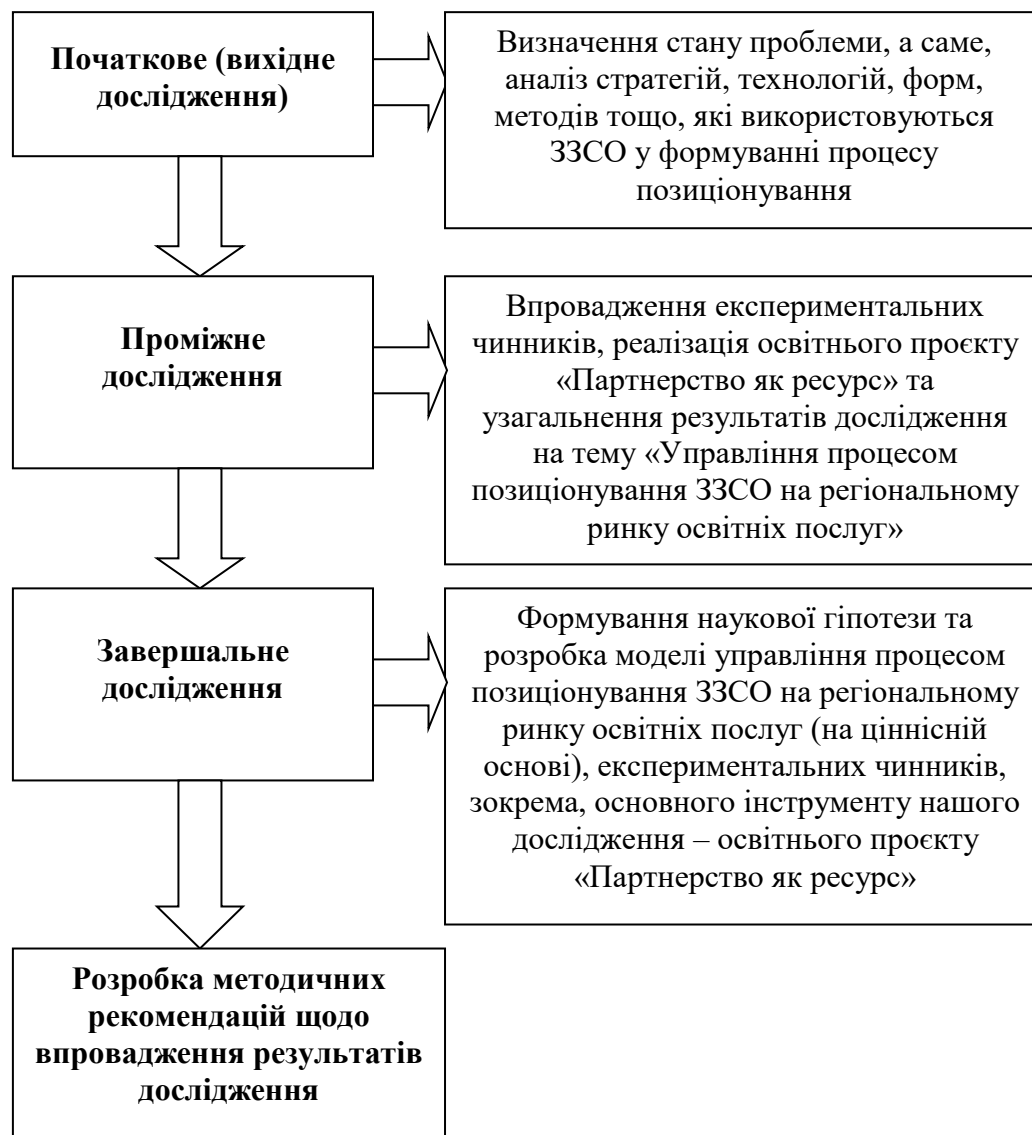 Початкове (вихідне
дослідження)
Визначення стану проблеми, а саме,
аналіз стратегій, технологій, форм,
методів тощо, які використовуються
ЗЗСО у формуванні процесу
позиціонування
Проміжне
дослідження
Впровадження експериментальних
чинників, реалізація освітнього проєкту
«Партнерство як ресурс» та
узагальнення результатів дослідження
на тему «Управління процесом
позиціонування ЗЗСО на регіональному
ринку освітніх послуг»
Завершальне
дослідження
Формування наукової гіпотези та
розробка моделі управління процесом
позиціонування ЗЗСО на регіональному
ринку освітніх послуг (на ціннісній
основі), експериментальних чинників,
зокрема, основного інструменту нашого
дослідження – освітнього проєкту
«Партнерство як ресурс»
Розробка методичних
рекомендацій щодо
впровадження результатів
дослідження